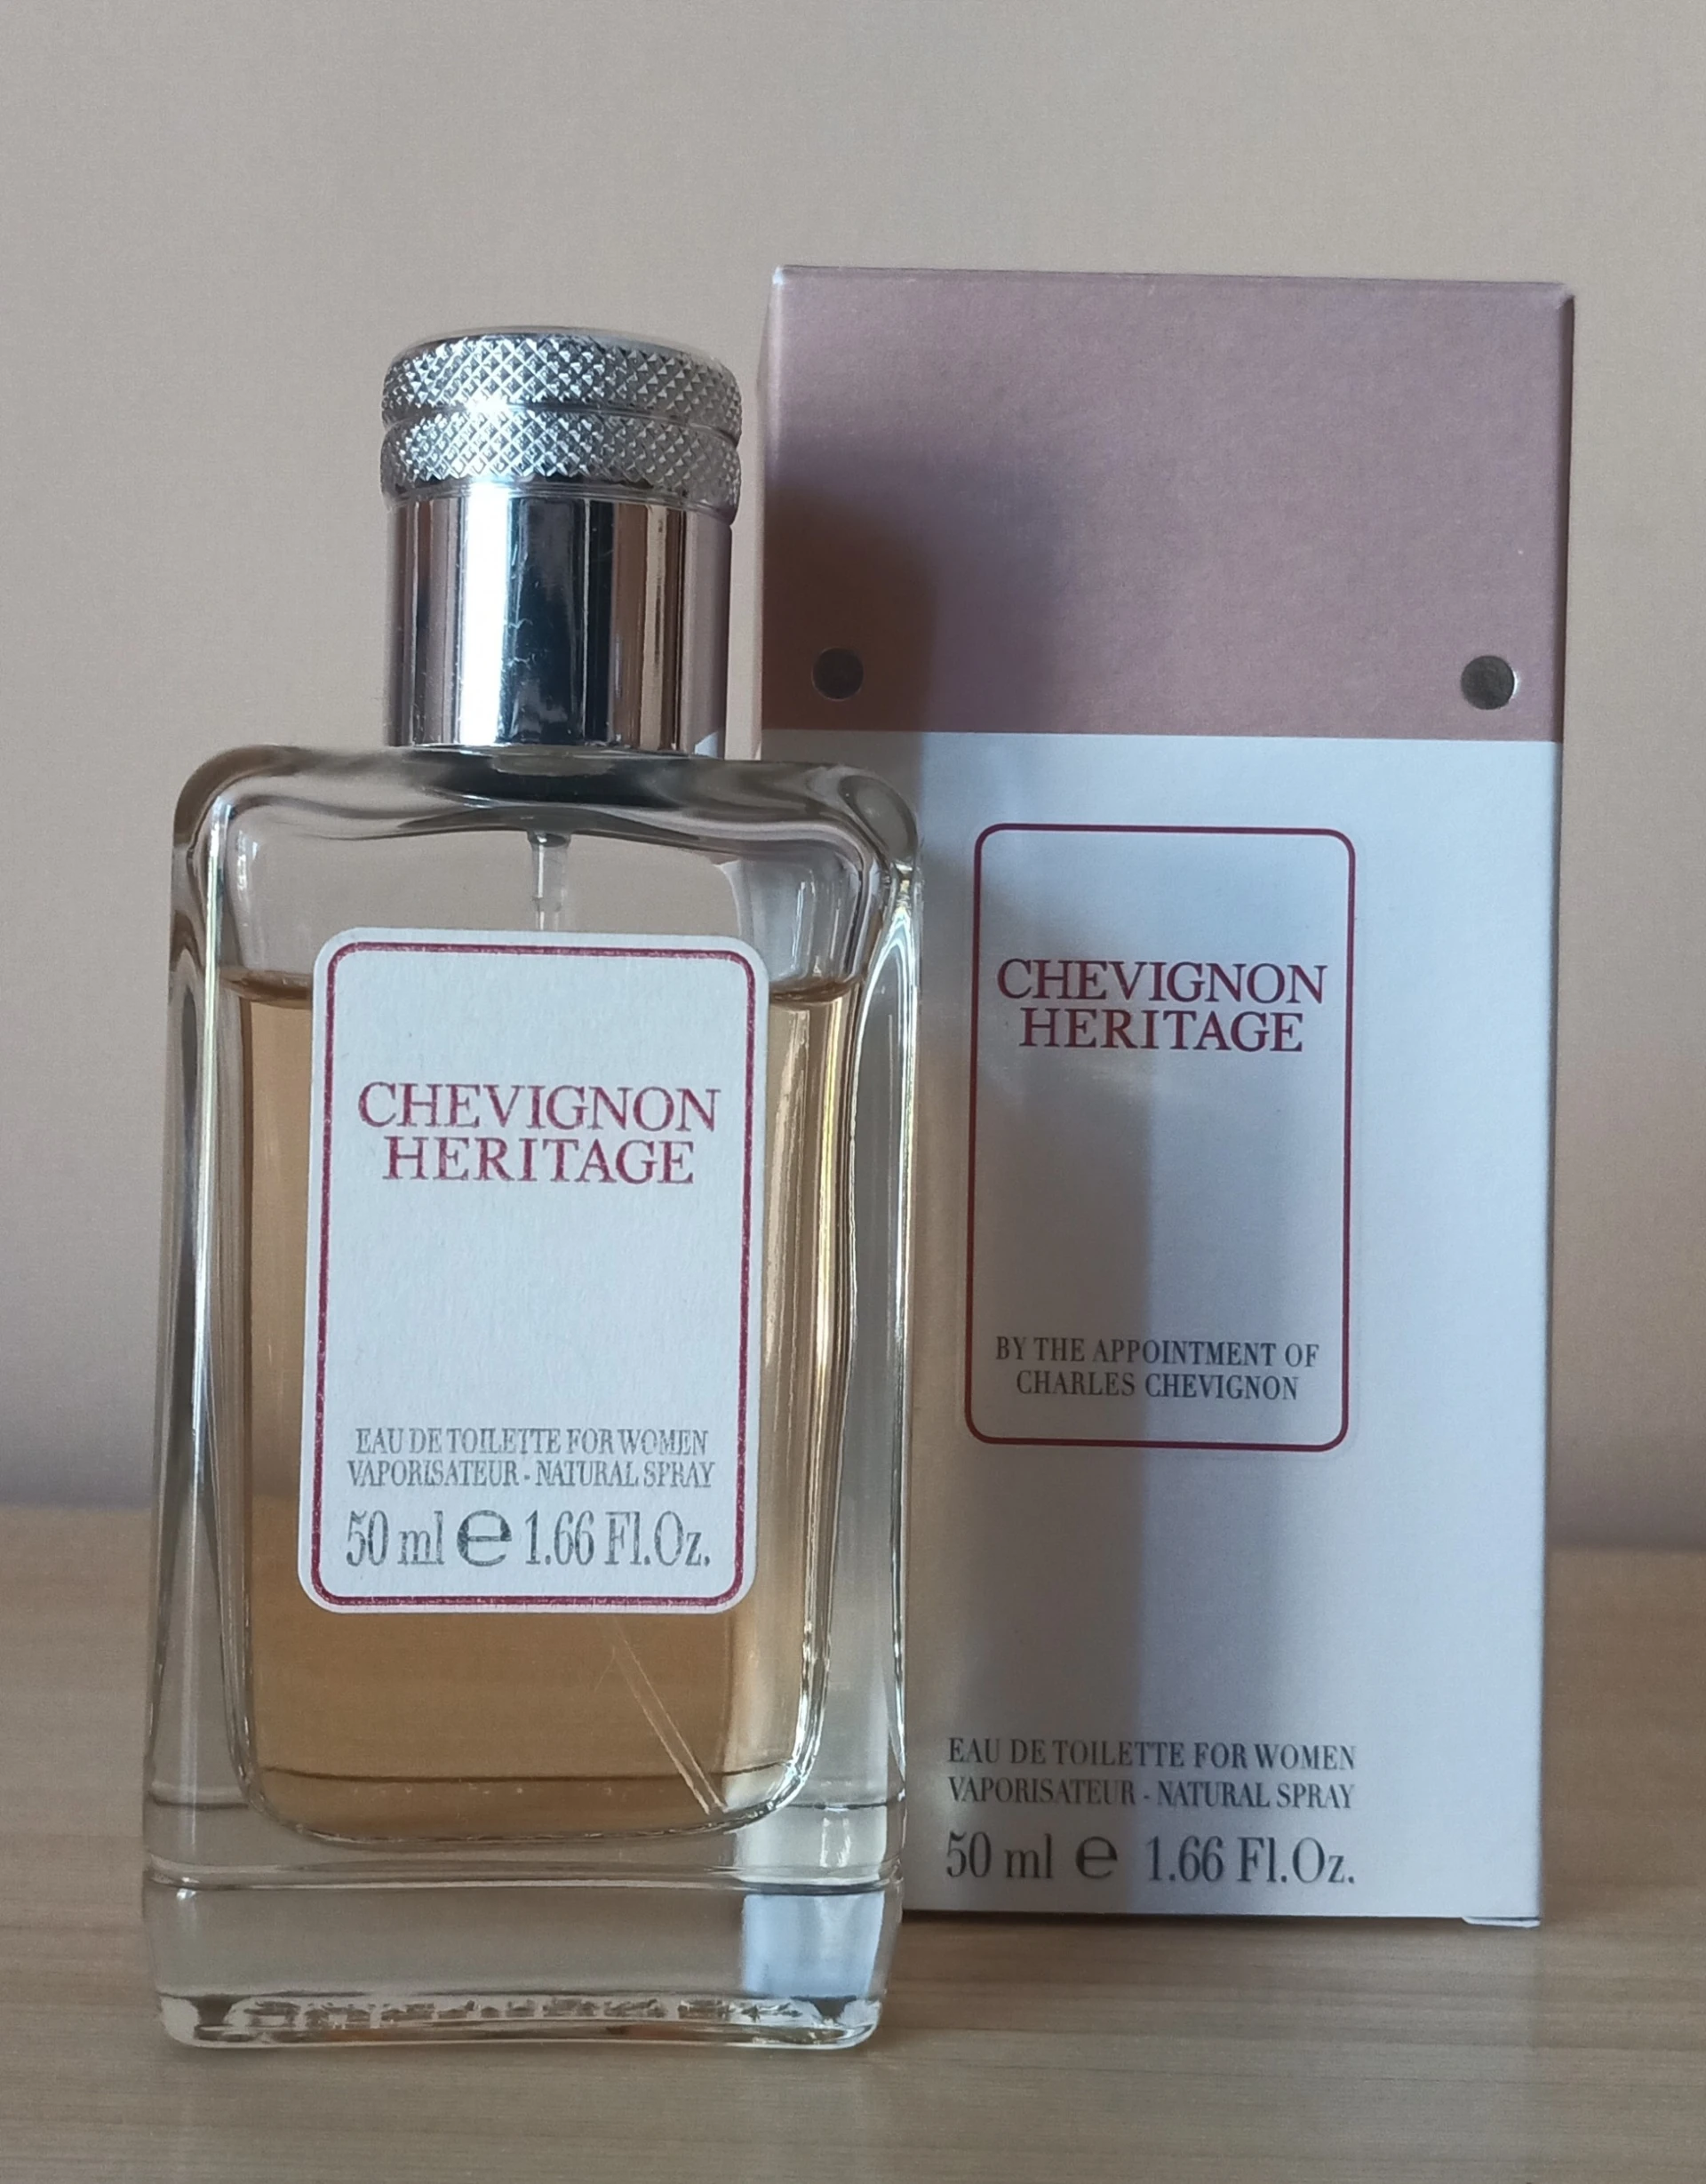 CHEVIGNON
HERITAGE
EAU DE TOILETTE FOR WOMEN
VAPORISATEUR - NATURAL SPRAY
50 ml ℮ 1.66 Fl.Oz.
CHEVIGNON
HERITAGE
BY THE APPOINTMENT OF
CHARLES CHEVIGNON
EAU DE TOILETTE FOR WOMEN
VAPORISATEUR - NATURAL SPRAY
50 ml ℮ 1.66 Fl.Oz.